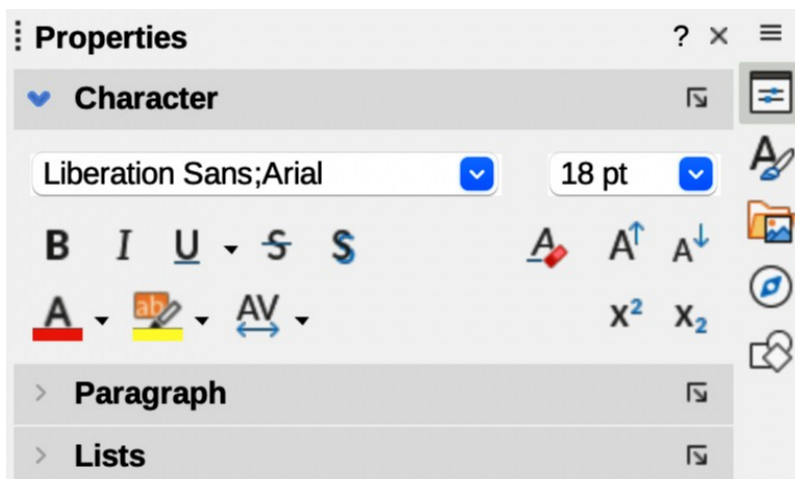 Properties ?
Character
Liberation Sans;Arial 18 pt
B I U S S A A A
A ab AV X² X₂
Paragraph
Lists